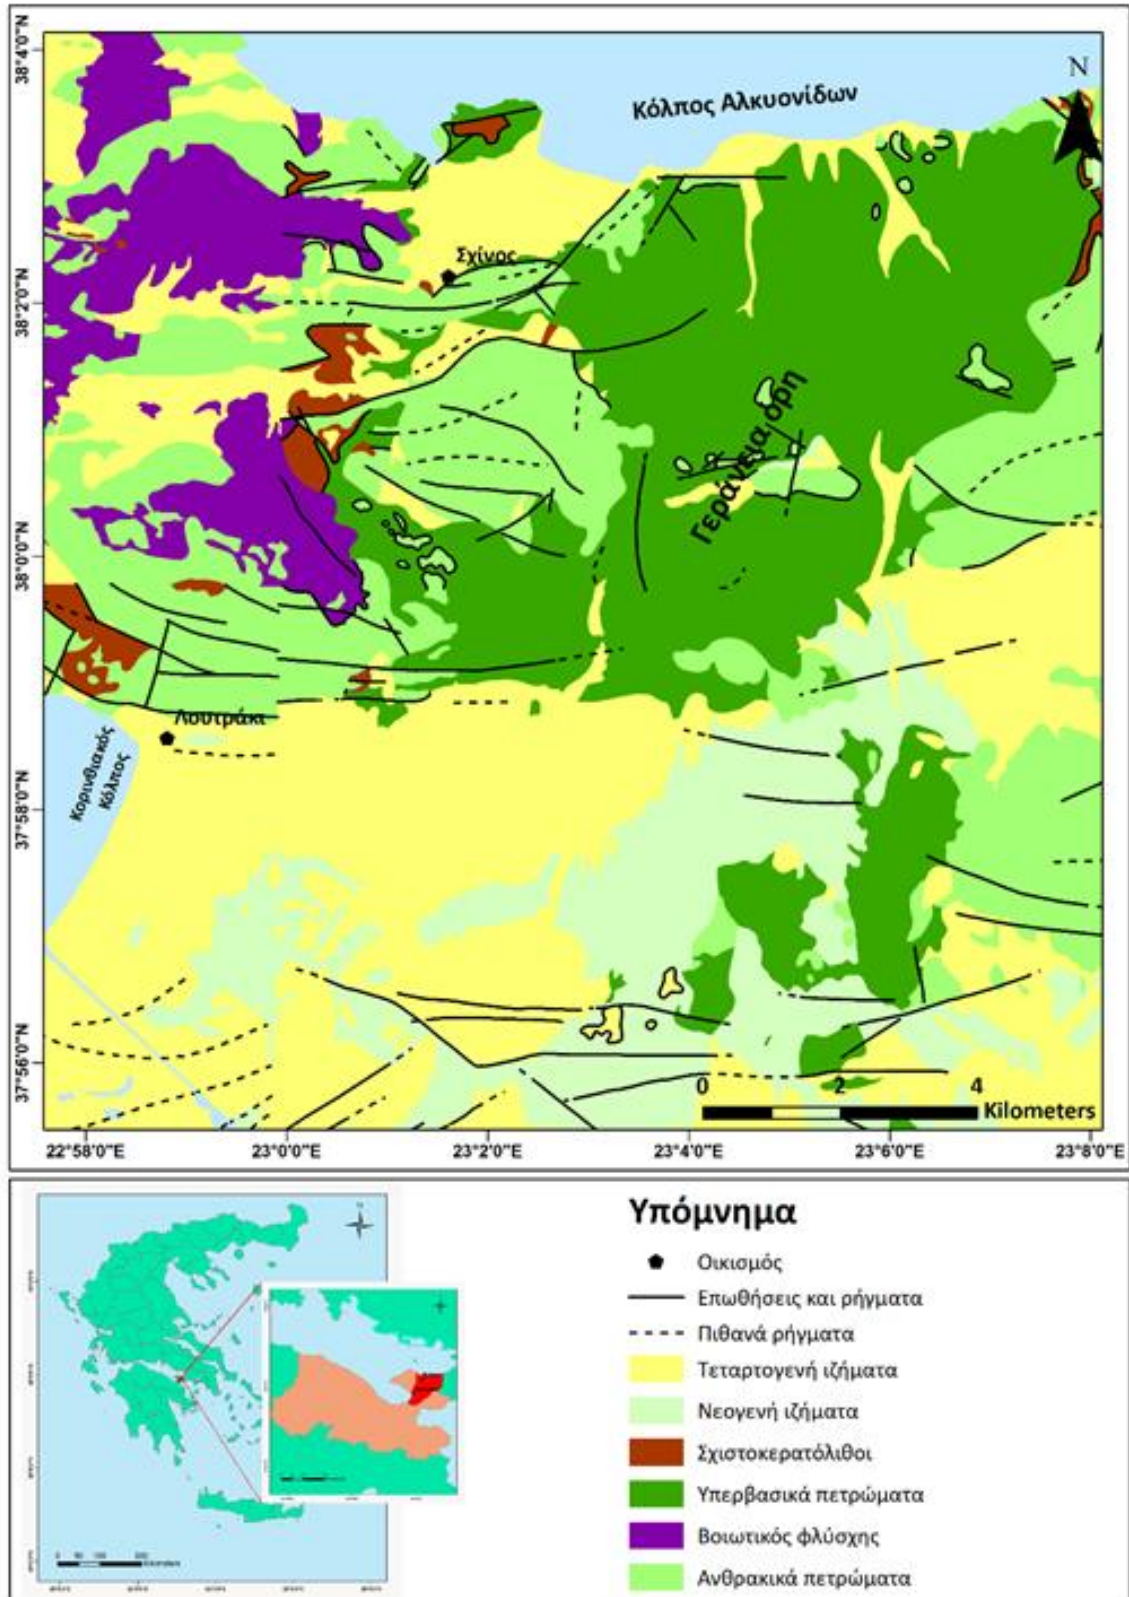 38°4'0"N
N
Κόλπος Αλκυονίδων
Σχίνος
38°2'0"N
Γεράνεια όρη
38°0'0"N
Λουτράκι
Κορινθιακός
Κόλπος
37°58'0"N
37°56'0"N
0 2 4
Kilometers
22°58'0"E 23°0'0"E 23°2'0"E 23°4'0"E 23°6'0"E 23°8'0"E
Υπόμνημα
Οικισμός
Επωθήσεις και ρήγματα
Πιθανά ρήγματα
Τεταρτογενή ιζήματα
Νεογενή ιζήματα
Σχιστοκερατόλιθοι
Υπερβασικά πετρώματα
Βοιωτικός φλύσχης
Ανθρακικά πετρώματα